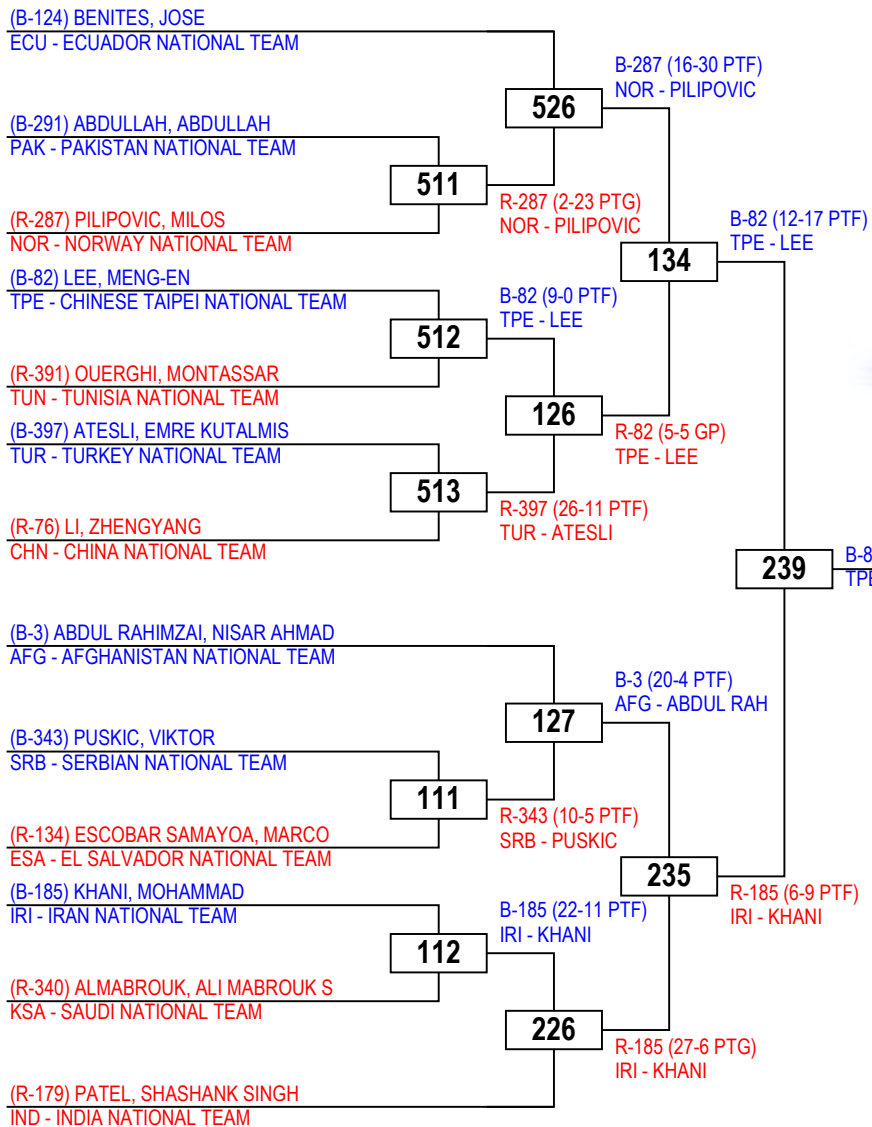 (B-124) BENITES, JOSE
ECU - ECUADOR NATIONAL TEAM
B-287 (16-30 PTF)
NOR - PILIPOVIC
526
(B-291) ABDULLAH, ABDULLAH
PAK - PAKISTAN NATIONAL TEAM
511
R-287 (2-23 PTG)
NOR - PILIPOVIC
(R-287) PILIPOVIC, MILOS
NOR - NORWAY NATIONAL TEAM
B-82 (12-17 PTF)
TPE - LEE
134
(B-82) LEE, MENG-EN
TPE - CHINESE TAIPEI NATIONAL TEAM
B-82 (9-0 PTF)
TPE - LEE
512
(R-391) OUERGHI, MONTASSAR
TUN - TUNISIA NATIONAL TEAM
126
R-82 (5-5 GP)
TPE - LEE
(B-397) ATESLI, EMRE KUTALMIS
TUR - TURKEY NATIONAL TEAM
513
R-397 (26-11 PTF)
TUR - ATESLI
(R-76) LI, ZHENGYANG
CHN - CHINA NATIONAL TEAM
239
B-8
TPE
(B-3) ABDUL RAHIMZAI, NISAR AHMAD
AFG - AFGHANISTAN NATIONAL TEAM
B-3 (20-4 PTF)
AFG - ABDUL RAH
127
(B-343) PUSKIC, VIKTOR
SRB - SERBIAN NATIONAL TEAM
111
R-343 (10-5 PTF)
SRB - PUSKIC
(R-134) ESCOBAR SAMAYOA, MARCO
ESA - EL SALVADOR NATIONAL TEAM
235
R-185 (6-9 PTF)
IRI - KHANI
(B-185) KHANI, MOHAMMAD
IRI - IRAN NATIONAL TEAM
B-185 (22-11 PTF)
IRI - KHANI
112
(R-340) ALMABROUK, ALI MABROUK S
KSA - SAUDI NATIONAL TEAM
226
R-185 (27-6 PTG)
IRI - KHANI
(R-179) PATEL, SHASHANK SINGH
IND - INDIA NATIONAL TEAM